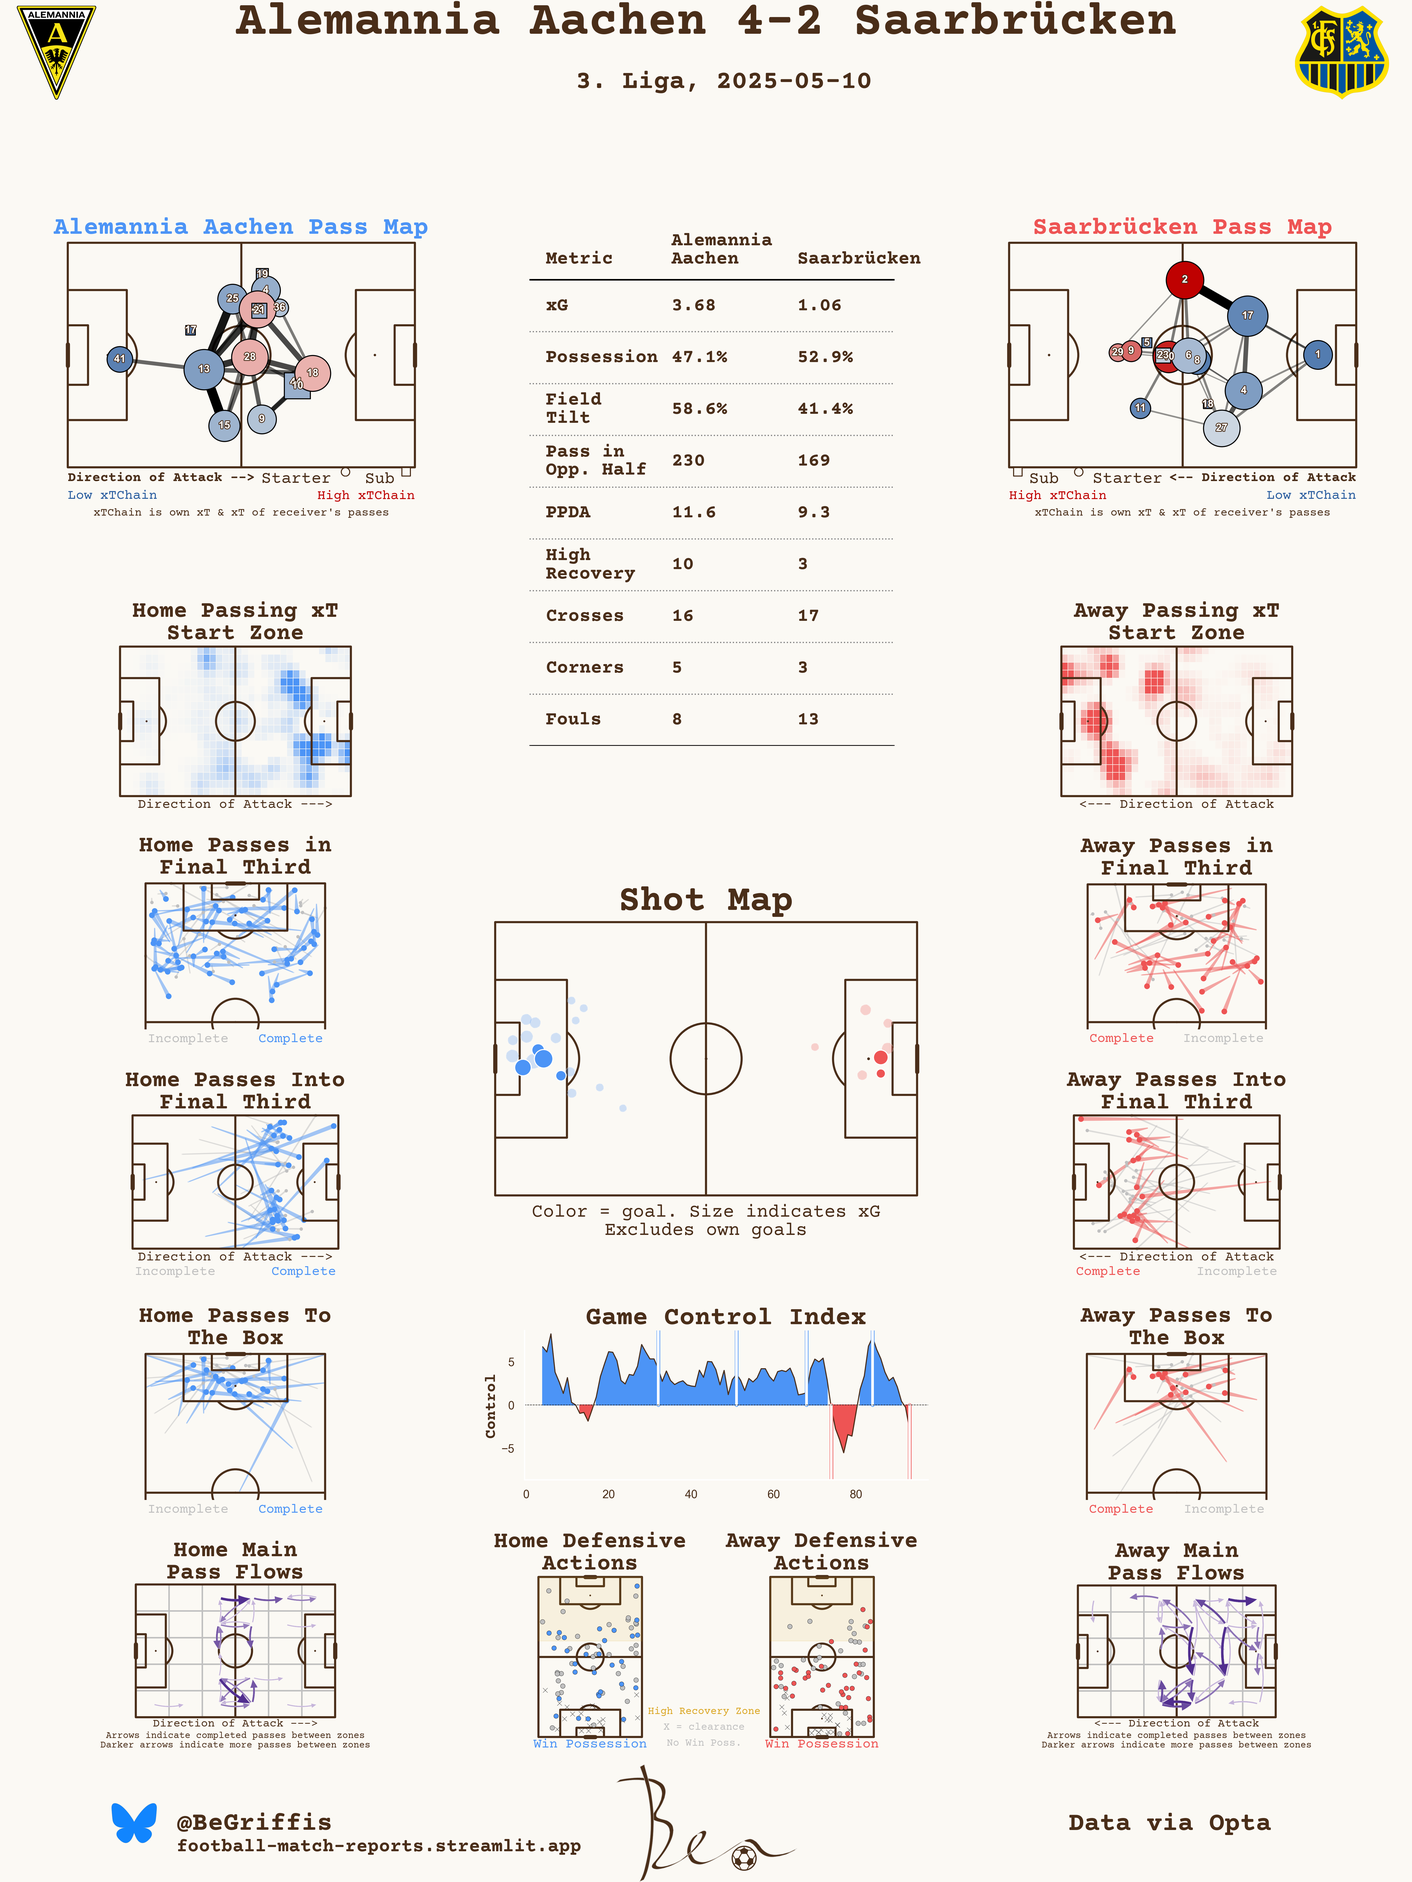 Alemannia Aachen 4-2 Saarbrücken
3. Liga, 2025-05-10
ALEMANNIA
A
Alemannia Aachen Pass Map
19
25
4
21
36
17
41
28
13
18
10
9
15
Direction of Attack --> Starter Sub
Low xTChain High xTChain
xTChain is own xT & xT of receiver's passes
Metric Alemannia Aachen Saarbrücken
xG 3.68 1.06
Possession 47.1% 52.9%
Field Tilt 58.6% 41.4%
Pass in Opp. Half 230 169
PPDA 11.6 9.3
High Recovery 10 3
Crosses 16 17
Corners 5 3
Fouls 8 13
Saarbrücken Pass Map
2
17
5
29
9
23
6
8
1
4
11
18
27
Sub Starter <-- Direction of Attack
High xTChain Low xTChain
xTChain is own xT & xT of receiver's passes
Home Passing xT
Start Zone
Direction of Attack --->
Away Passing xT
Start Zone
<--- Direction of Attack
Home Passes in
Final Third
Incomplete Complete
Away Passes in
Final Third
Complete Incomplete
Shot Map
Color = goal. Size indicates xG
Excludes own goals
Home Passes Into
Final Third
Direction of Attack --->
Incomplete Complete
Away Passes Into
Final Third
<--- Direction of Attack
Complete Incomplete
Home Passes To
The Box
Incomplete Complete
Game Control Index
Control
5
0
−5
0 20 40 60 80
Away Passes To
The Box
Complete Incomplete
Home Main
Pass Flows
Direction of Attack --->
Arrows indicate completed passes between zones
Darker arrows indicate more passes between zones
Home Defensive
Actions
Win Possession
High Recovery Zone
X = clearance
No Win Poss.
Away Defensive
Actions
Win Possession
Away Main
Pass Flows
<--- Direction of Attack
Arrows indicate completed passes between zones
Darker arrows indicate more passes between zones
@BeGriffis
football-match-reports.streamlit.app
Ben
Data via Opta